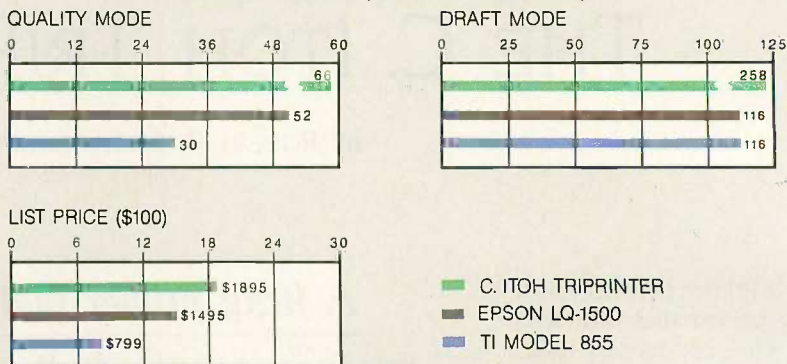 QUALITY MODE
0 12 24 36 48 60
66
52
30
DRAFT MODE
0 25 50 75 100 125
258
116
116
LIST PRICE ($100)
0 6 12 18 24 30
$1895
$1495
$799
C. ITOH TRIPRINTER
EPSON LQ-1500
TI MODEL 855